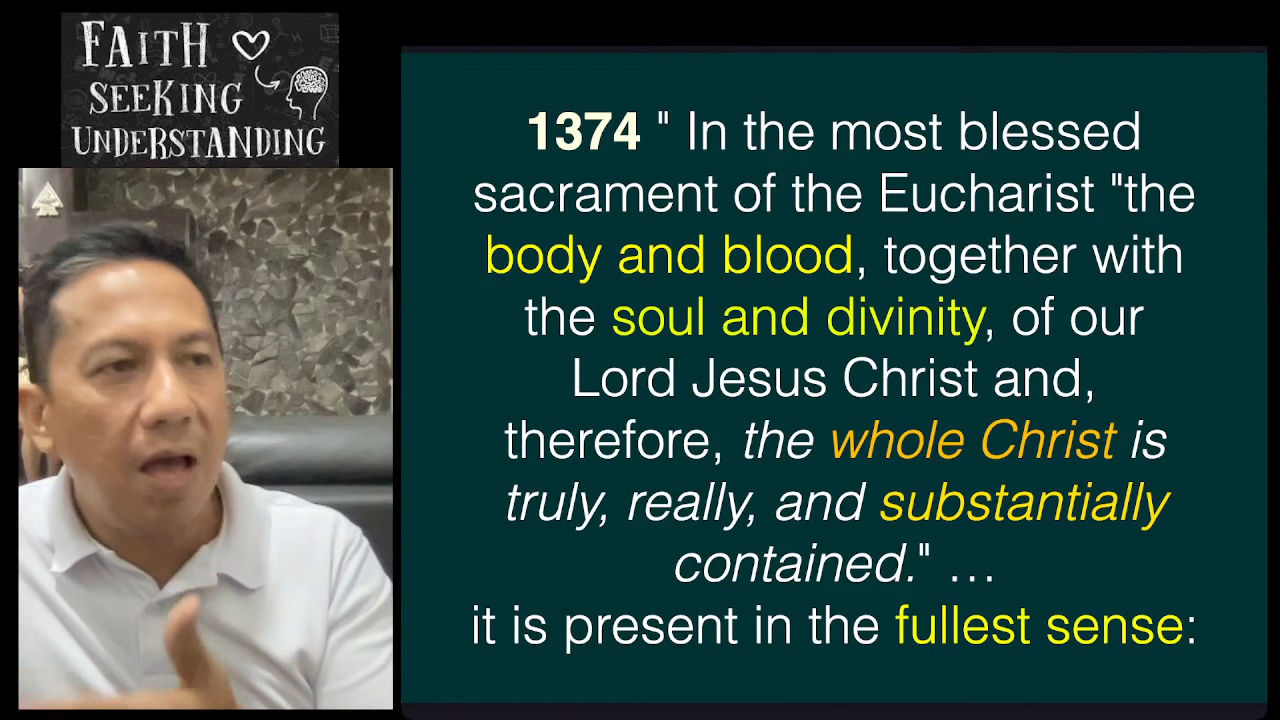 FAITH
SEEKING
UNDERSTANDING
1374 " In the most blessed
sacrament of the Eucharist "the
body and blood, together with
the soul and divinity, of our
Lord Jesus Christ and,
therefore, the whole Christ is
truly, really, and substantially
contained." …
it is present in the fullest sense: